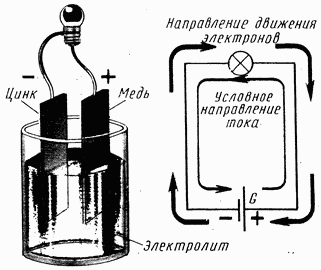 Направление движения
электронов
Цинк
Медь
−
+
Условное
направление
тока
G
−
+
Электролит